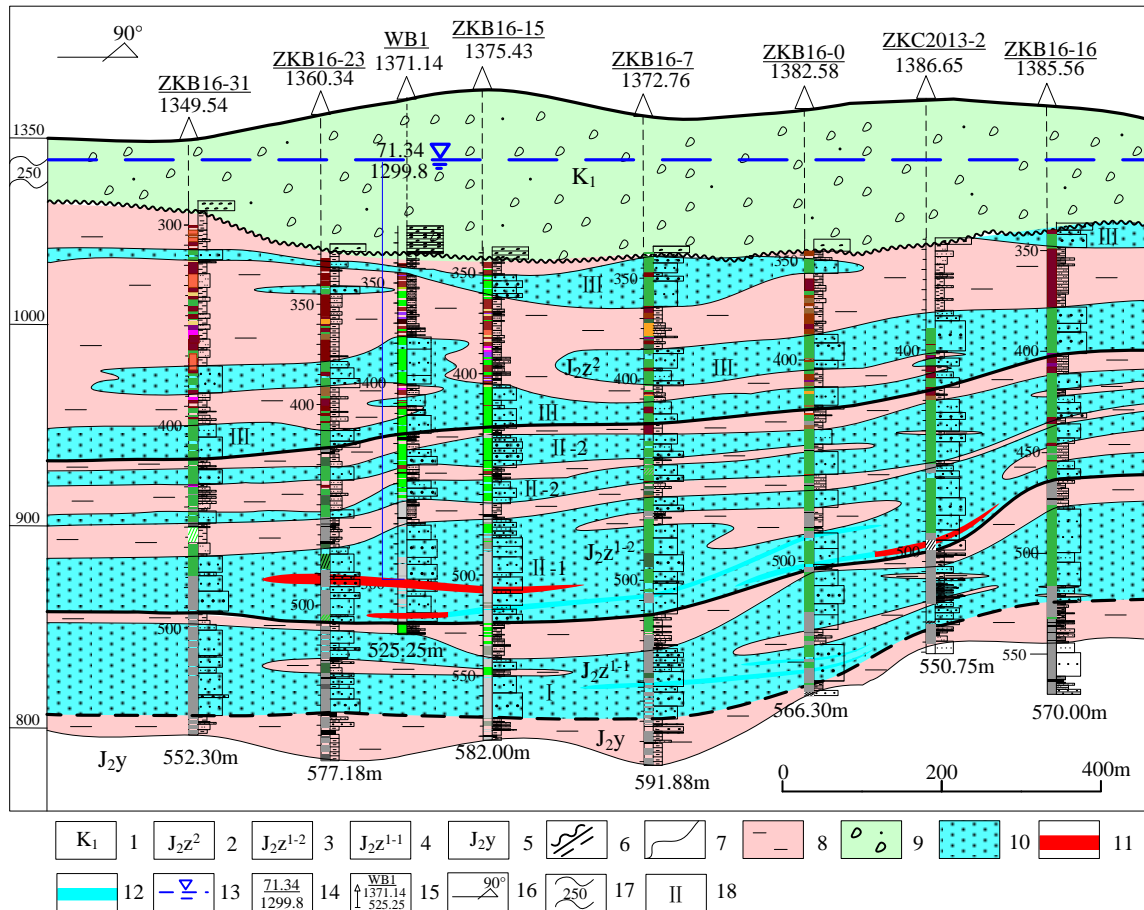 90°
ZKB16-31
1349.54
ZKB16-23
1360.34
WB1
1371.14
ZKB16-15
1375.43
ZKB16-7
1372.76
ZKB16-0
1382.58
ZKC2013-2
1386.65
ZKB16-16
1385.56
1350
250
1000
900
800
71.34
1299.8
K₁
300
350
350
350
350
350
III
III
400
400
400
400
400
400
400
400
J₂z²
III
III
III
II-2
II-2
450
J₂z¹⁻²
II-1
500
500
500
500
500
500
500
525.25m
550
J₂z¹⁻¹
I
550
552.30m
577.18m
582.00m
591.88m
566.30m
550.75m
570.00m
J₂y
J₂y
0 200 400m
K₁ 1 J₂z² 2 J₂z¹⁻² 3 J₂z¹⁻¹ 4 J₂y 5 6 7 8 9 10 11
12 13 71.34 1299.8 14 WB1 1371.14 525.25 15 90° 16 250 17 II 18